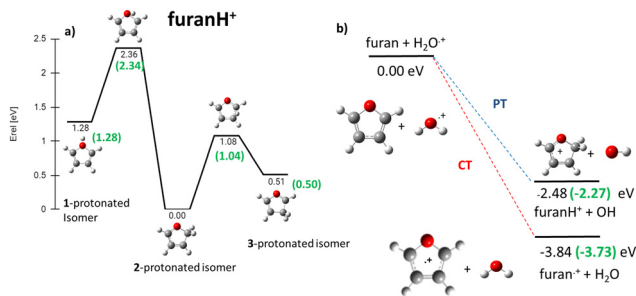 a)
furanH⁺
Erel [eV]
2.5
2
1.5
1
0.5
0
2.36
(2.34)
1.28
(1.28)
1-protonated
Isomer
0.00
2-protonated isomer
1.08
(1.04)
0.51
(0.50)
3-protonated isomer
b)
furan + H₂O·⁺
0.00 eV
+
·+
PT
CT
+
+
-2.48 (-2.27) eV
furanH⁺ + OH
·+
+
-3.84 (-3.73) eV
furan·⁺ + H₂O